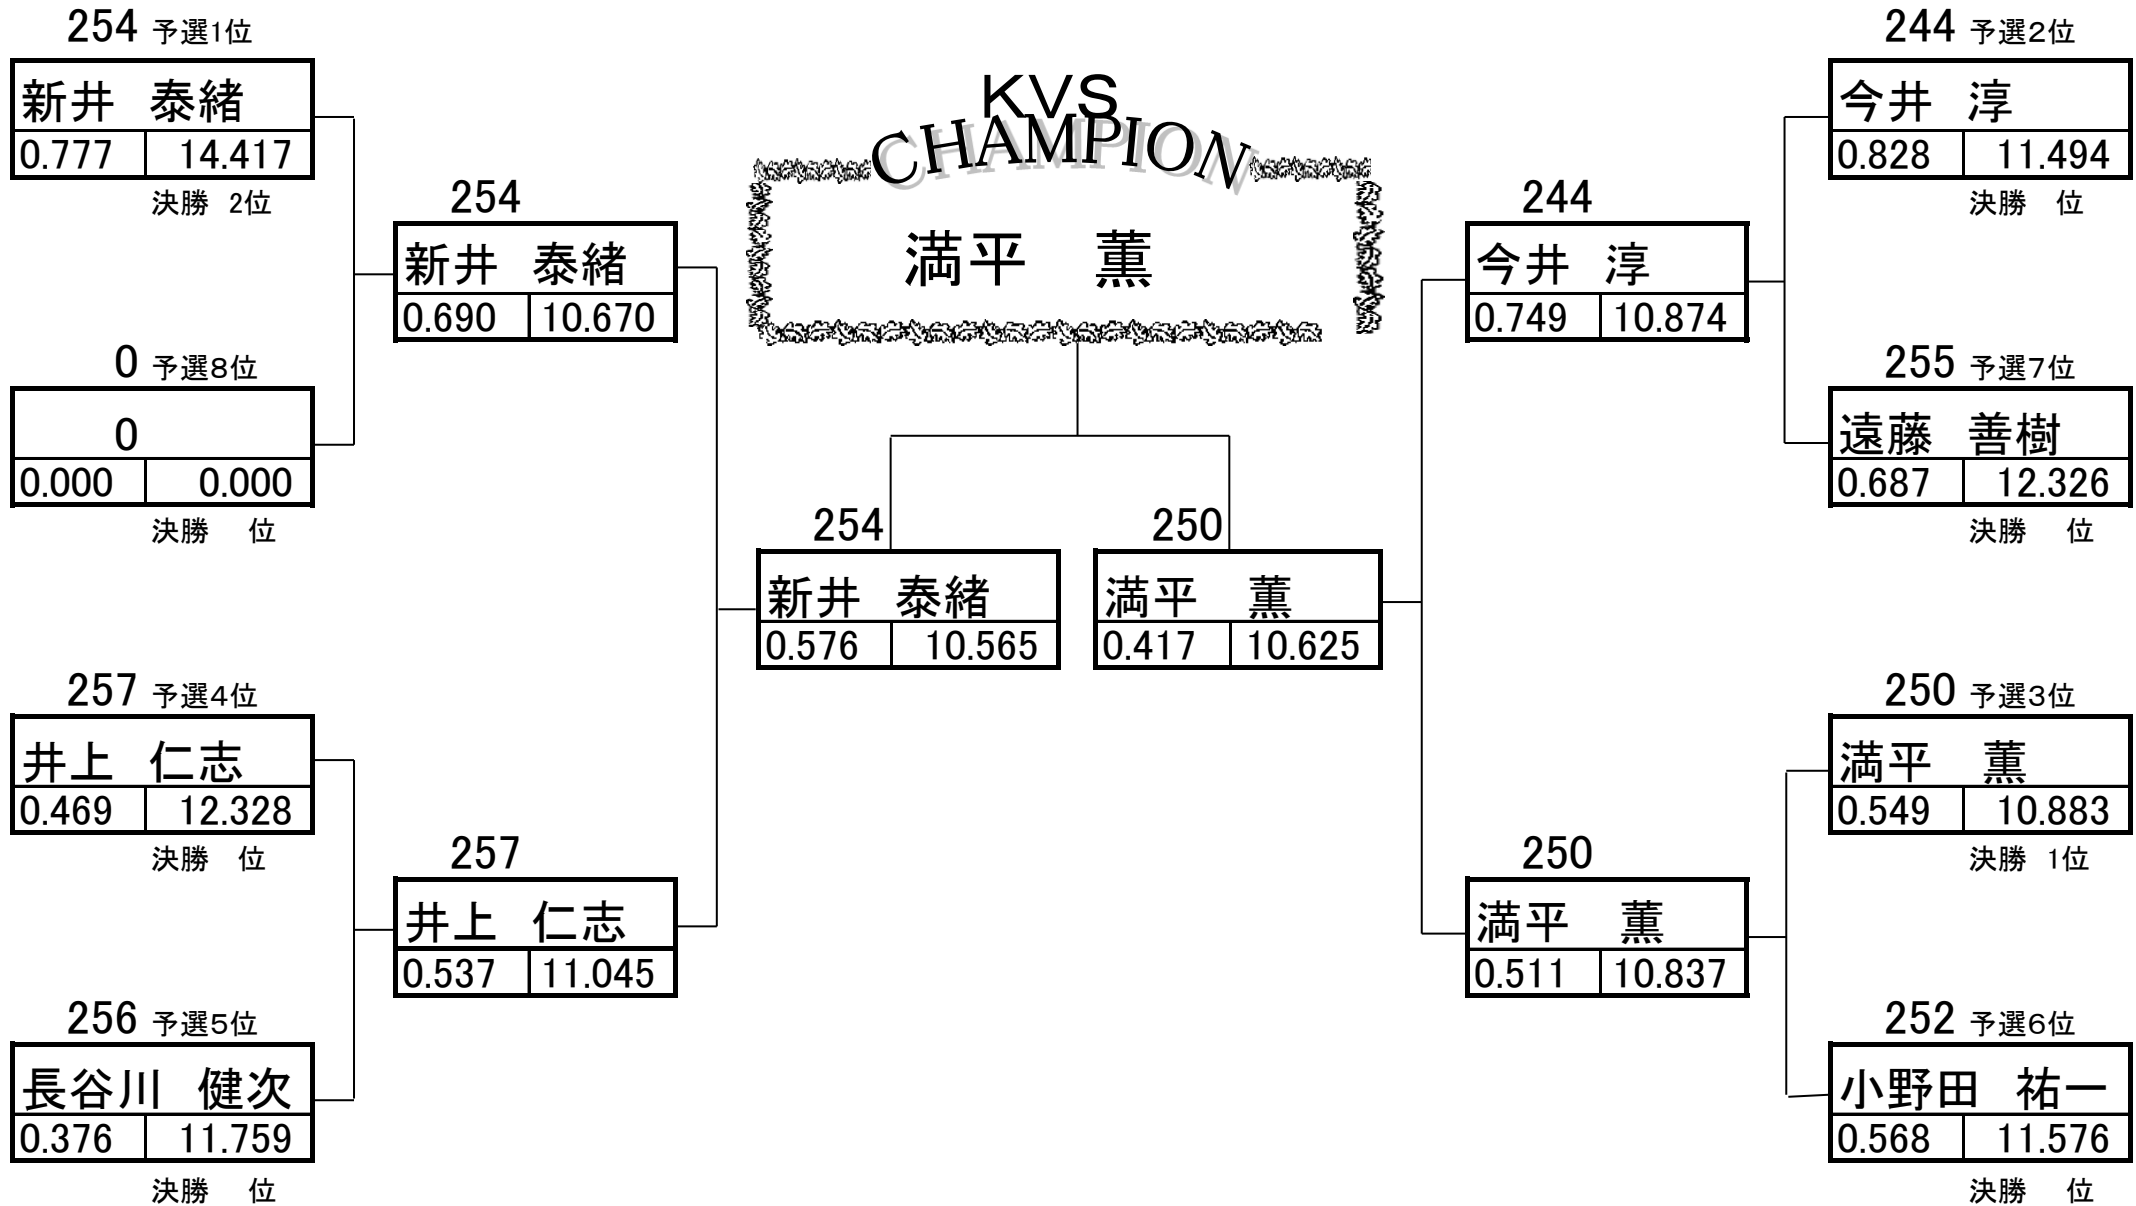 254 予選1位
新井 泰緒
0.777 14.417
決勝 2位
0 予選8位
0
0.000 0.000
決勝 位
257 予選4位
井上 仁志
0.469 12.328
決勝 位
256 予選5位
長谷川 健次
0.376 11.759
決勝 位
254
新井 泰緒
0.690 10.670
257
井上 仁志
0.537 11.045
KVS
CHAMPION
満平 薫
254
新井 泰緒
0.576 10.565
250
満平 薫
0.417 10.625
244
今井 淳
0.749 10.874
250
満平 薫
0.511 10.837
244 予選2位
今井 淳
0.828 11.494
決勝 位
255 予選7位
遠藤 善樹
0.687 12.326
決勝 位
250 予選3位
満平 薫
0.549 10.883
決勝 1位
252 予選6位
小野田 祐一
0.568 11.576
決勝 位